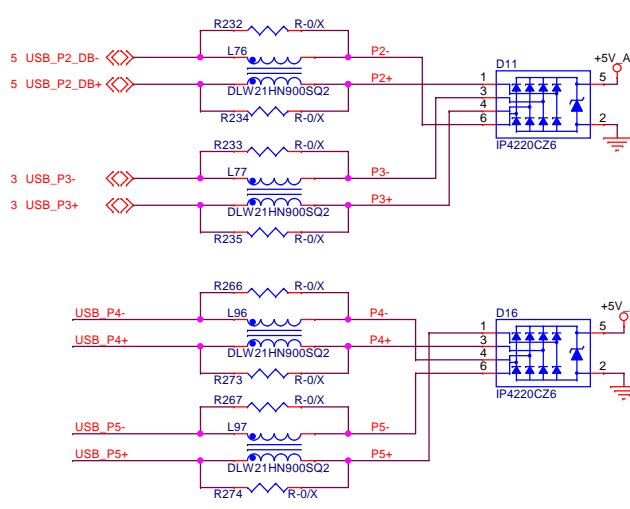 R232 R-0/X
5 USB_P2_DB- L76 P2- D11 +5V_A
5 USB_P2_DB+ P2+ 1 5
DLW21HN900SQ2 3
4
R234 R-0/X 6 2
R233 R-0/X IP4220CZ6
3 USB_P3- L77 P3-
3 USB_P3+ P3+
DLW21HN900SQ2
R235 R-0/X
R266 R-0/X
USB_P4- L96 P4- D16 +5V_
USB_P4+ P4+ 1 5
DLW21HN900SQ2 3
4
R273 R-0/X 6 2
R267 R-0/X IP4220CZ6
USB_P5- L97 P5-
USB_P5+ P5+
DLW21HN900SQ2
R274 R-0/X